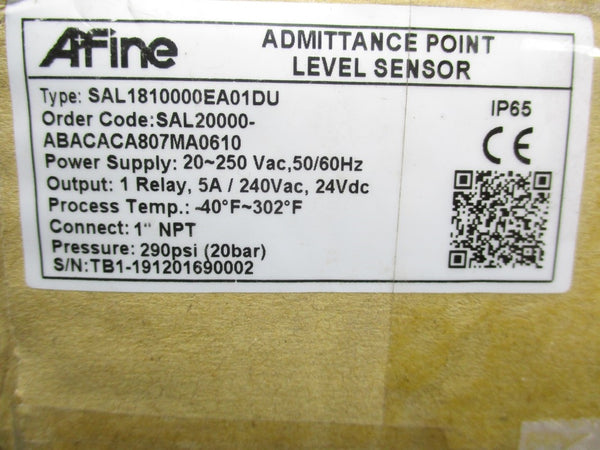 AFine
ADMITTANCE POINT
LEVEL SENSOR
Type: SAL1810000EA01DU
Order Code:SAL20000-
ABACACA807MA0610
Power Supply: 20~250 Vac,50/60Hz
Output: 1 Relay, 5A / 240Vac, 24Vdc
Process Temp.: -40°F~302°F
Connect: 1" NPT
Pressure: 290psi (20bar)
S/N:TB1-191201690002
IP65
CE